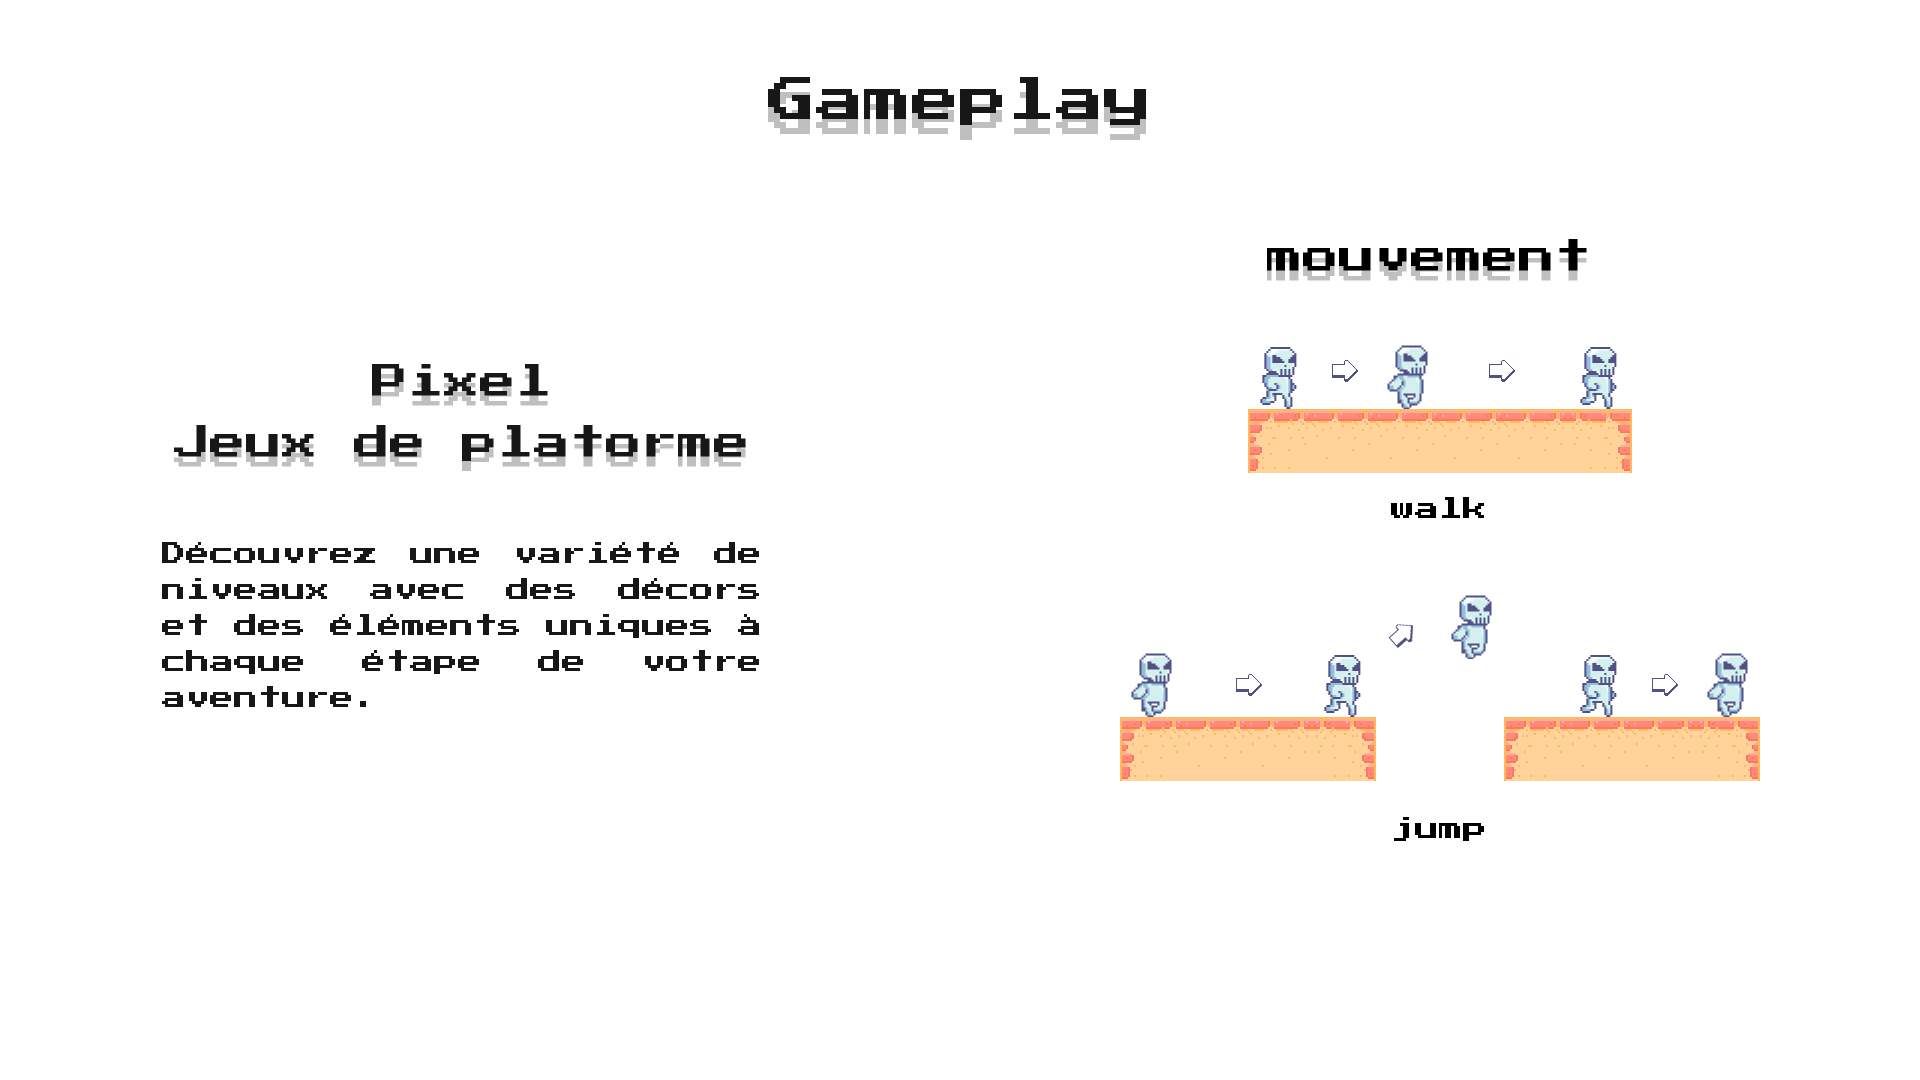 Gameplay
Pixel
Jeux de platorme
Découvrez une variété de
niveaux avec des décors
et des éléments uniques à
chaque étape de votre
aventure.
mouvement
walk
jump